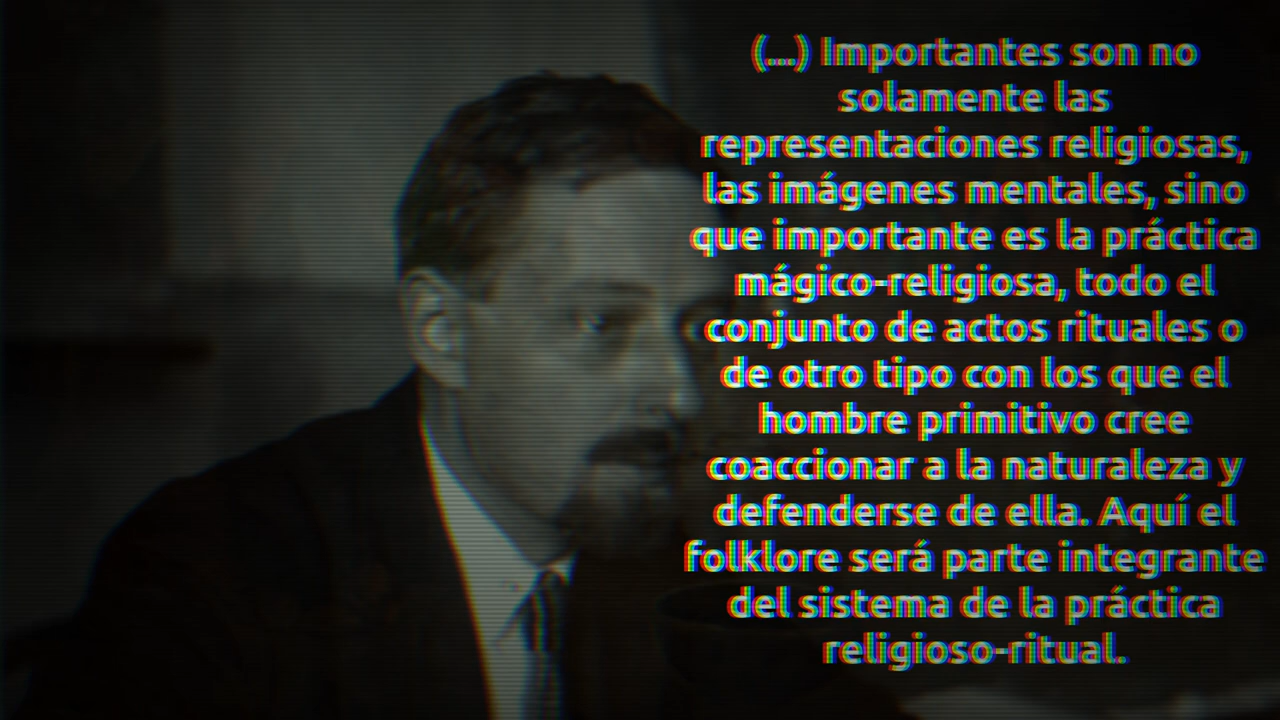 (...) Importantes son no
solamente las
representaciones religiosas,
las imágenes mentales, sino
que importante es la práctica
mágico-religiosa, todo el
conjunto de actos rituales o
de otro tipo con los que el
hombre primitivo cree
coaccionar a la naturaleza y
defenderse de ella. Aquí el
folklore será parte integrante
del sistema de la práctica
religioso-ritual.